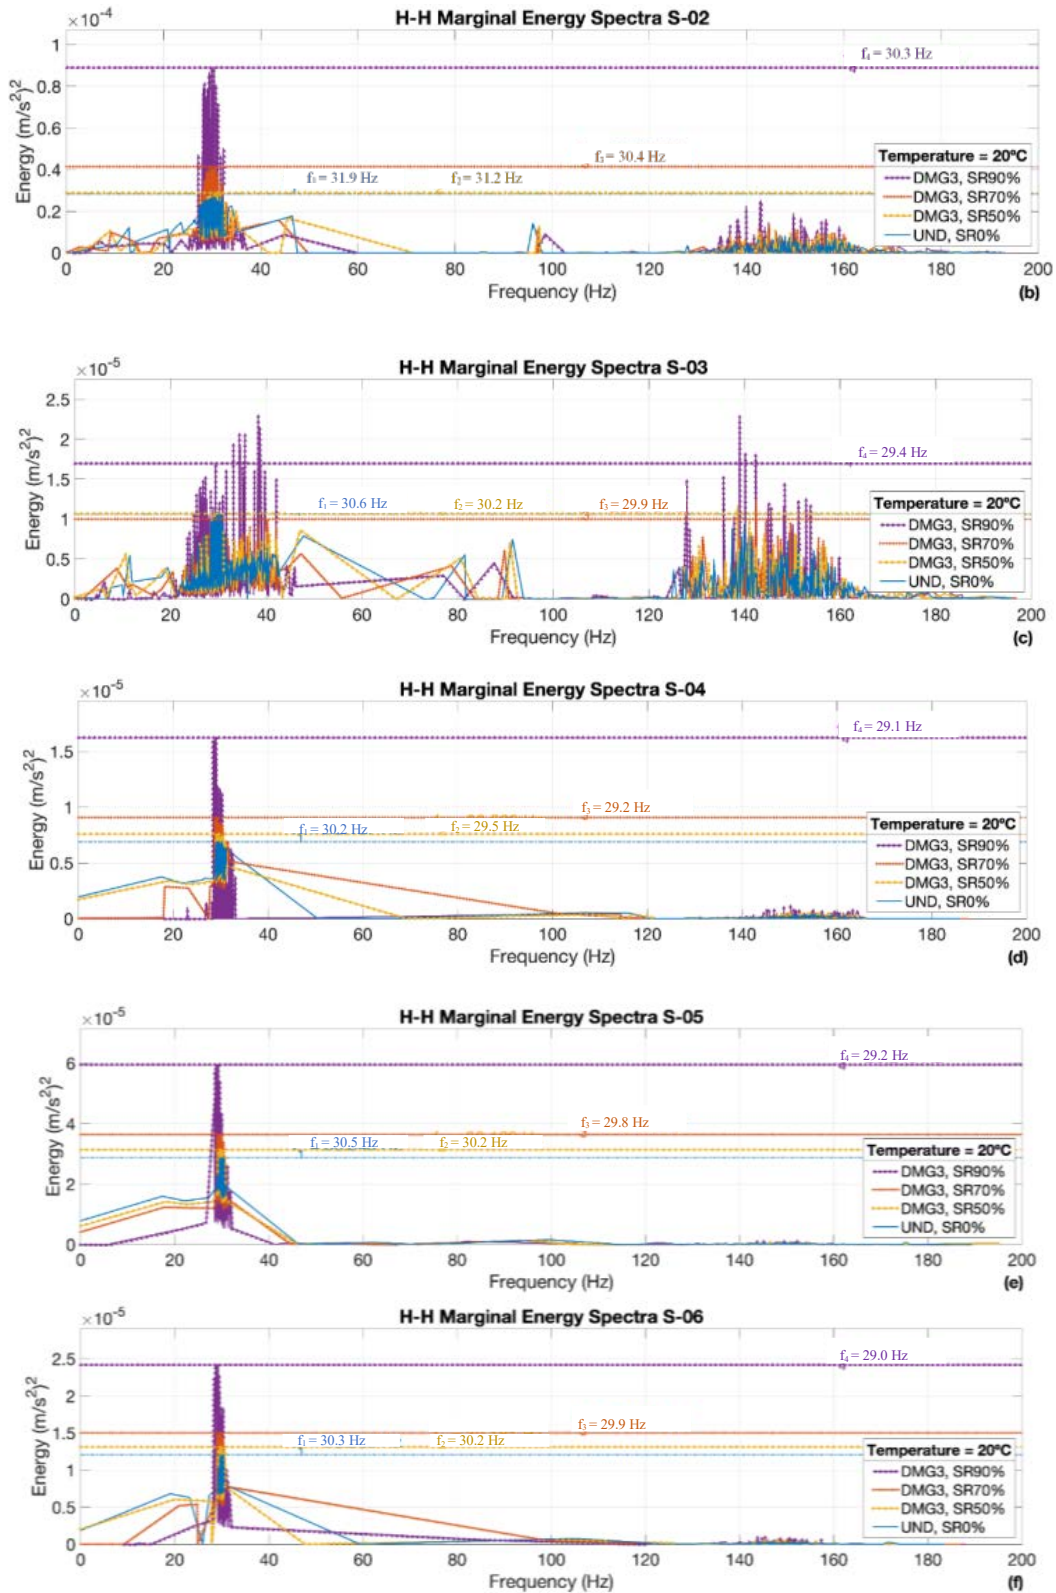 H-H Marginal Energy Spectra S-02
×10⁻⁴
f₄ = 30.3 Hz
f₃ = 30.4 Hz
f₁ = 31.9 Hz
f₂ = 31.2 Hz
1
0.8
0.6
0.4
0.2
0
Energy (m/s²)²
Temperature = 20ºC
DMG3, SR90%
DMG3, SR70%
DMG3, SR50%
UND, SR0%
0 20 40 60 80 100 120 140 160 180 200
Frequency (Hz)
(b)
H-H Marginal Energy Spectra S-03
×10⁻⁵
f₄ = 29.4 Hz
f₁ = 30.6 Hz
f₂ = 30.2 Hz
f₃ = 29.9 Hz
2.5
2
1.5
1
0.5
0
Energy (m/s²)²
Temperature = 20ºC
DMG3, SR90%
DMG3, SR70%
DMG3, SR50%
UND, SR0%
0 20 40 60 80 100 120 140 160 180 200
Frequency (Hz)
(c)
H-H Marginal Energy Spectra S-04
×10⁻⁵
f₄ = 29.1 Hz
f₃ = 29.2 Hz
f₁ = 30.2 Hz
f₂ = 29.5 Hz
1.5
1
0.5
0
Energy (m/s²)²
Temperature = 20ºC
DMG3, SR90%
DMG3, SR70%
DMG3, SR50%
UND, SR0%
0 20 40 60 80 100 120 140 160 180 200
Frequency (Hz)
(d)
H-H Marginal Energy Spectra S-05
×10⁻⁵
f₄ = 29.2 Hz
f₃ = 29.8 Hz
f₁ = 30.5 Hz
f₂ = 30.2 Hz
6
4
2
0
Energy (m/s²)²
Temperature = 20ºC
DMG3, SR90%
DMG3, SR70%
DMG3, SR50%
UND, SR0%
0 20 40 60 80 100 120 140 160 180 200
Frequency (Hz)
(e)
H-H Marginal Energy Spectra S-06
×10⁻⁵
f₄ = 29.0 Hz
f₃ = 29.9 Hz
f₁ = 30.3 Hz
f₂ = 30.2 Hz
2.5
2
1.5
1
0.5
0
Energy (m/s²)²
Temperature = 20ºC
DMG3, SR90%
DMG3, SR70%
DMG3, SR50%
UND, SR0%
0 20 40 60 80 100 120 140 160 180 200
Frequency (Hz)
(f)